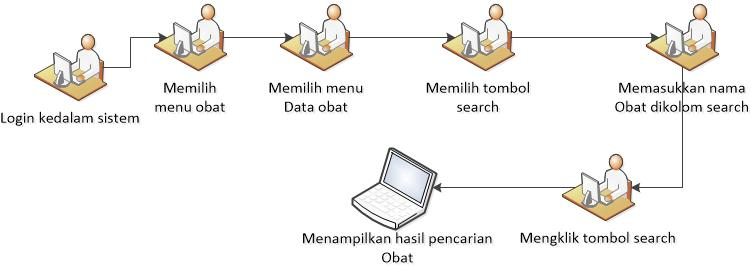 Login kedalam sistem
Memilih
menu obat
Memilih menu
Data obat
Memilih tombol
search
Memasukkan nama
Obat dikolom search
Mengklik tombol search
Menampilkan hasil pencarian
Obat